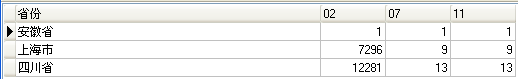 省份 02 07 11
安徽省 1 1 1
上海市 7296 9 9
四川省 12281 13 13